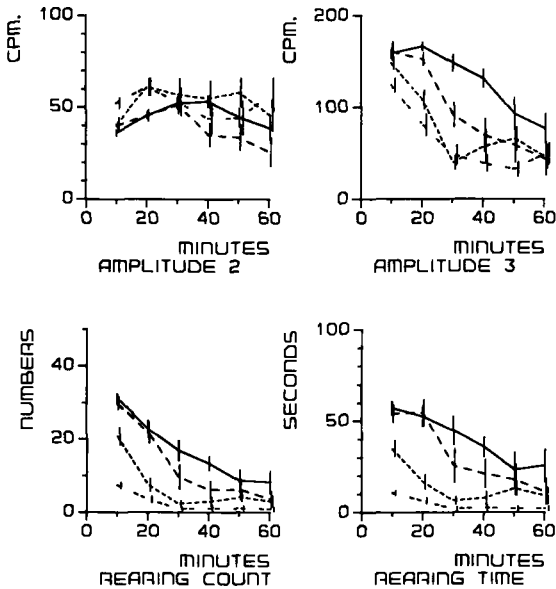 CPM.
100
50
0
0 20 40 60
MINUTES
AMPLITUDE 2
CPM.
200
100
0
0 20 40 60
MINUTES
AMPLITUDE 3
NUMBERS
40
20
0
0 20 40 60
MINUTES
REARING COUNT
SECONDS
100
50
0
0 20 40 60
MINUTES
REARING TIME